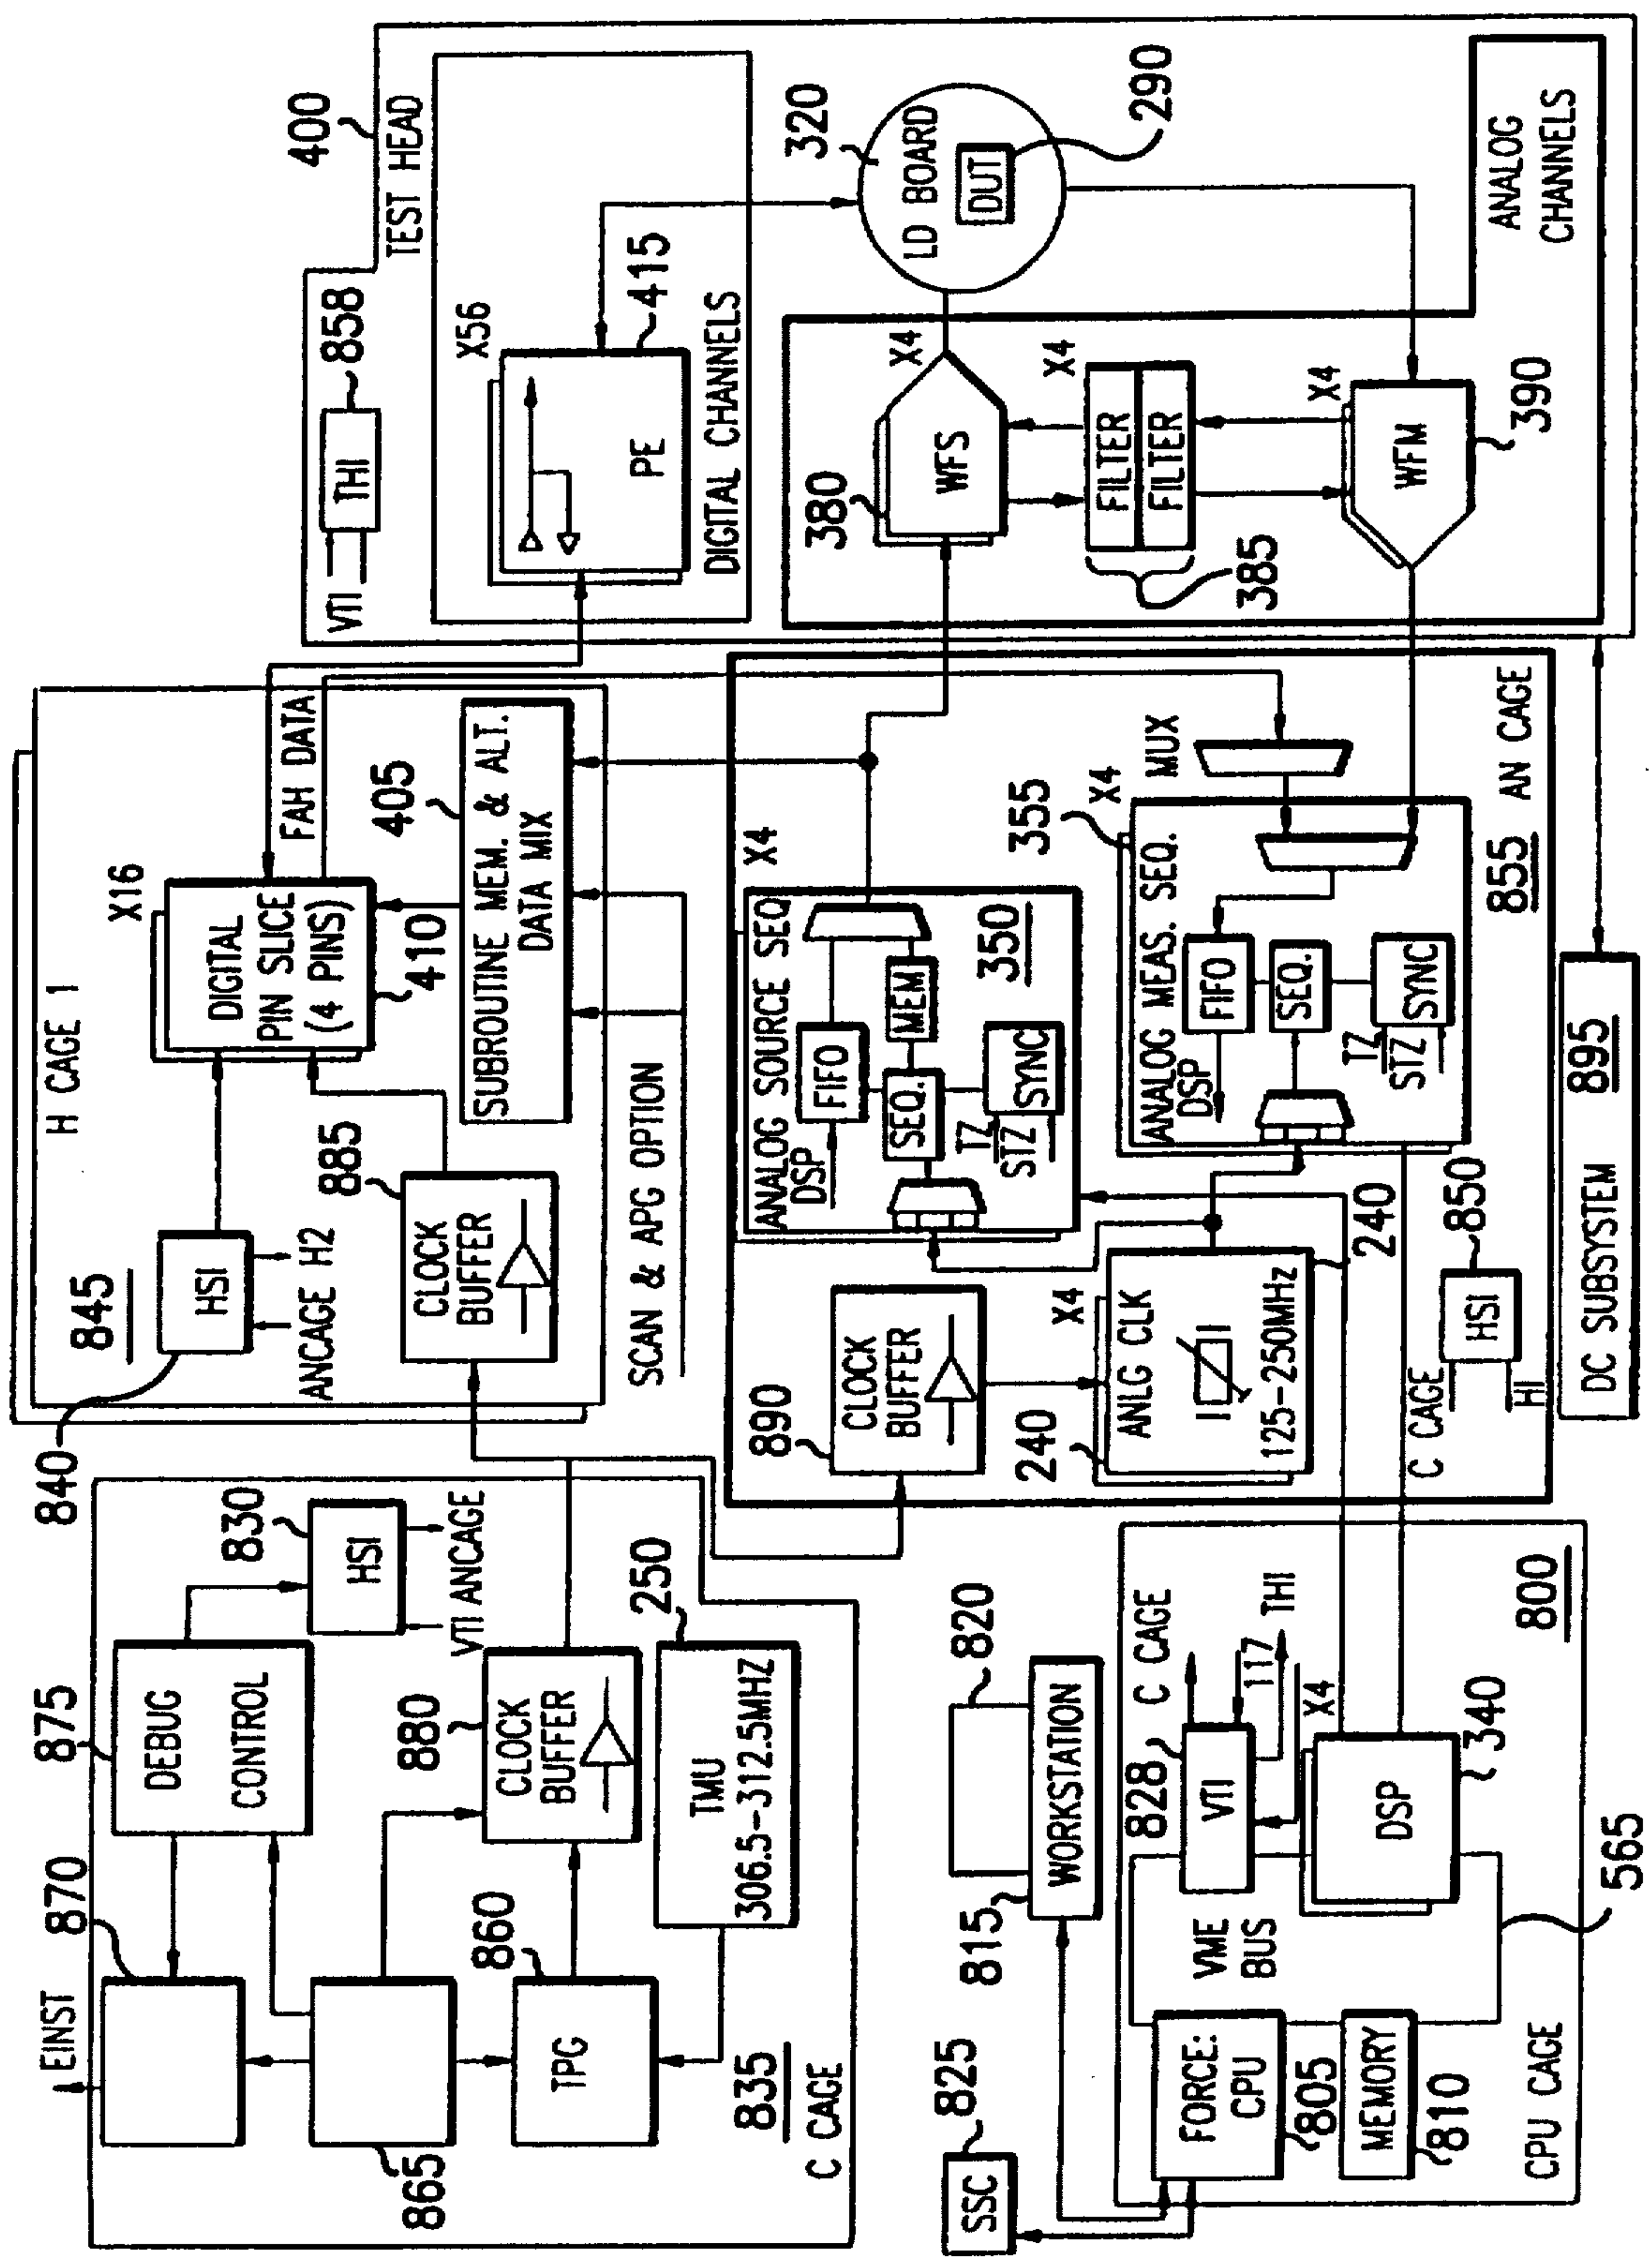 EINST
870
875
DEBUG
CONTROL
830
HSI
VTI ANCAGE
865
860
TPG
880
CLOCK
BUFFER
250
TMU
306.5-312.5MHZ
835
C CAGE
H CAGE 1
845
840
HSI
ANCAGE H2
X16
DIGITAL
PIN SLICE
(4 PINS)
410
FAH DATA
885
CLOCK
BUFFER
405
SUBROUTINE MEM. & ALT.
DATA MIX
SCAN & APG OPTION
400
TEST HEAD
VTI
THI
858
X56
PE
415
DIGITAL CHANNELS
320
LD BOARD
DUT
290
380
WFS
X4
X4
FILTER
FILTER
385
X4
WFM
390
ANALOG
CHANNELS
890
CLOCK
BUFFER
X4
ANLG CLK
125-250MHz
240
240
X4
ANALOG SOURCE SEQ
DSP
FIFO
MEM
350
SEQ.
TZ
STZ
SYNC
355
X4
MUX
ANALOG MEAS. SEQ.
DSP
FIFO
SEQ.
TZ
STZ
SYNC
855
AN CAGE
850
HSI
C CAGE
HI
DC SUBSYSTEM
895
825
SSC
820
WORKSTATION
815
828
C CAGE
VTI
117
THI
X4
DSP
340
VME
BUS
565
FORCE:
CPU
805
MEMORY
810
CPU CAGE
800